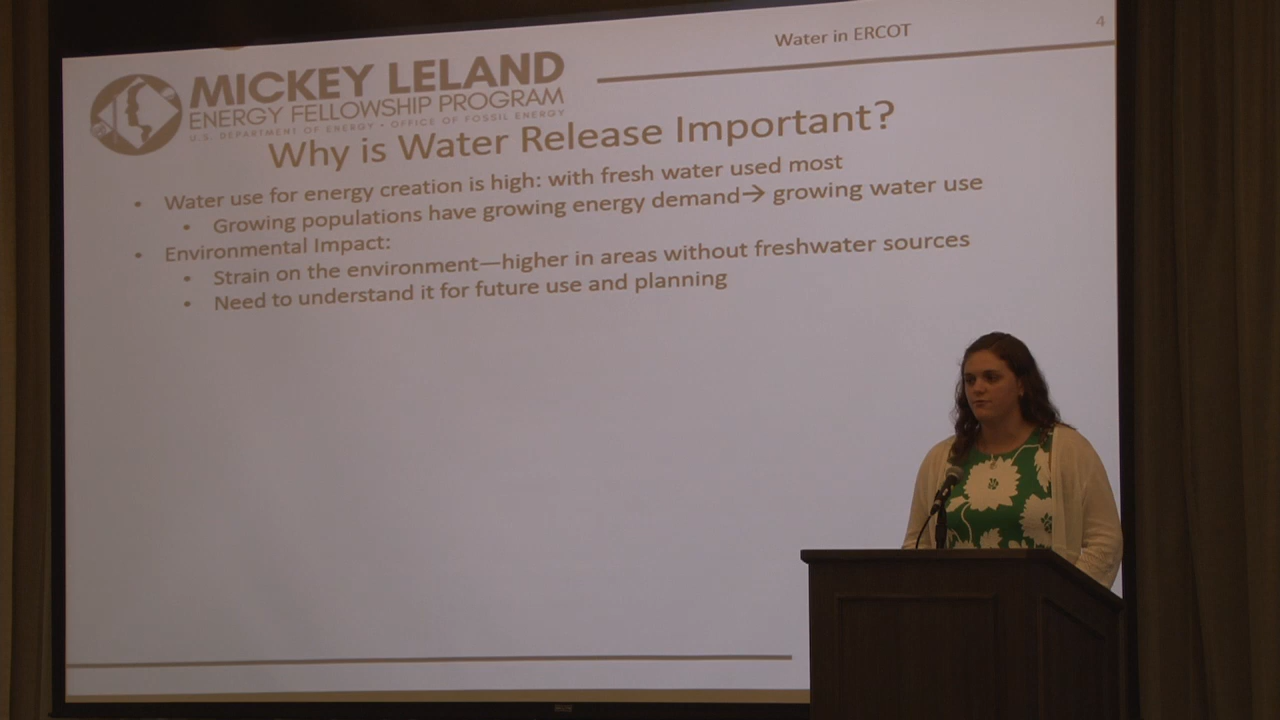 Water in ERCOT
4
MICKEY LELAND
ENERGY FELLOWSHIP PROGRAM
U.S. DEPARTMENT OF ENERGY • OFFICE OF FOSSIL ENERGY
Why is Water Release Important?
• Water use for energy creation is high: with fresh water used most
• Growing populations have growing energy demand→ growing water use
• Environmental Impact:
• Strain on the environment—higher in areas without freshwater sources
• Need to understand it for future use and planning